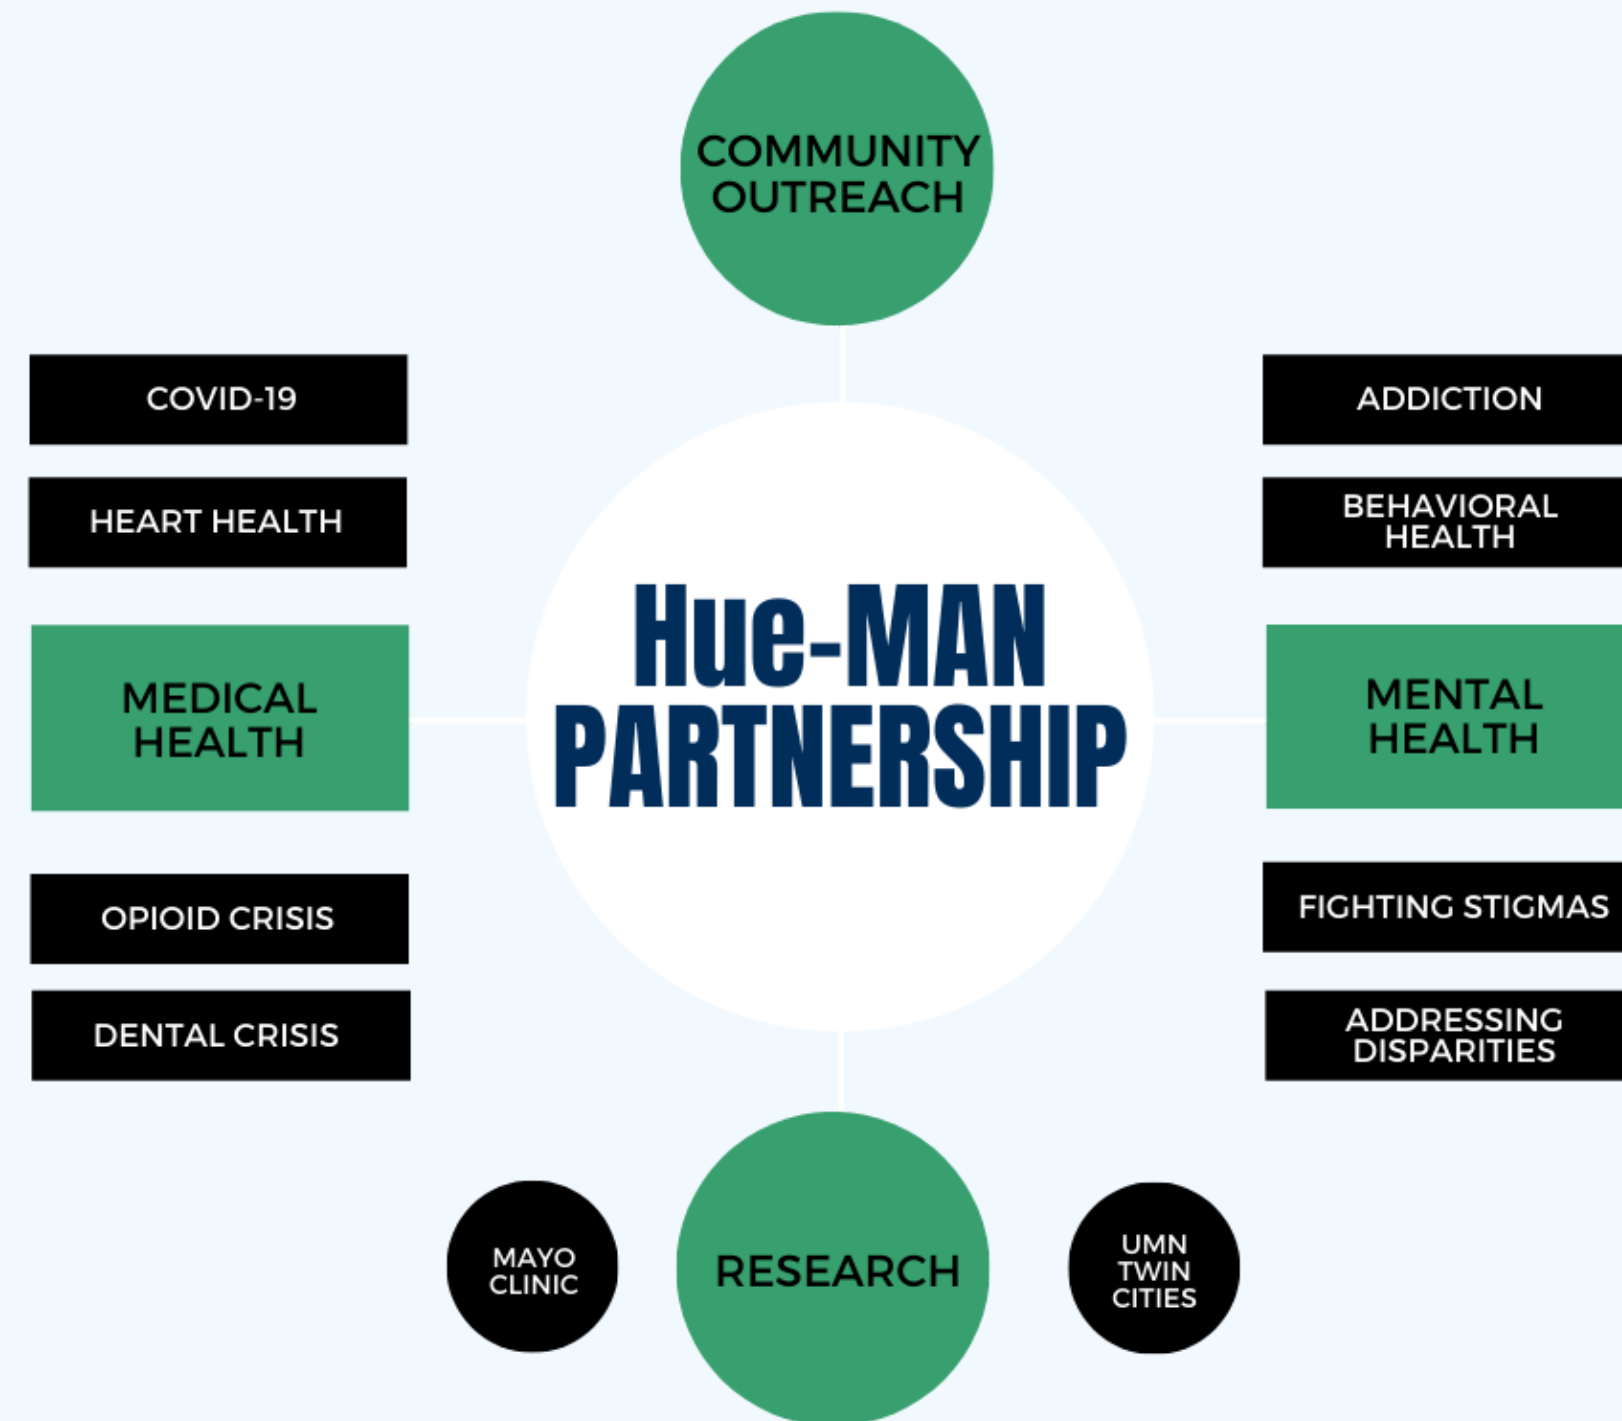 COMMUNITY
OUTREACH
COVID-19
HEART HEALTH
MEDICAL
HEALTH
OPIOID CRISIS
DENTAL CRISIS
Hue-MAN
PARTNERSHIP
ADDICTION
BEHAVIORAL
HEALTH
MENTAL
HEALTH
FIGHTING STIGMAS
ADDRESSING
DISPARITIES
MAYO
CLINIC
RESEARCH
UMN
TWIN
CITIES